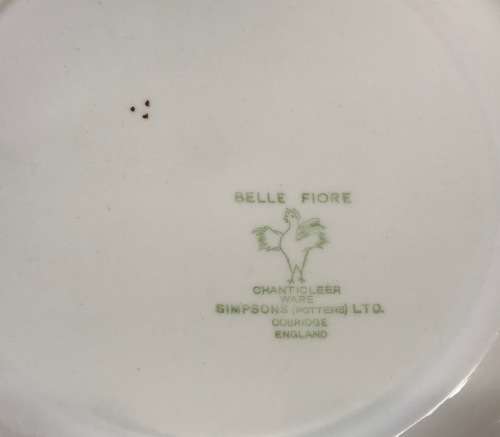 BELLE FIORE
CHANTICLEER
WARE
SIMPSONS (POTTERS) LTD.
COBRIDGE
ENGLAND